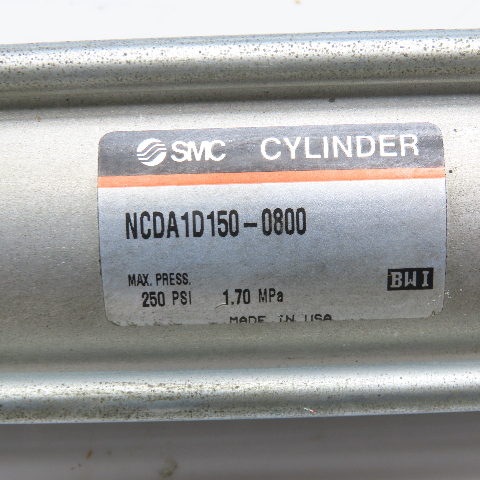 SMC CYLINDER
NCDA1D150-0800
MAX. PRESS.
250 PSI 1.70 MPa
BWI
MADE IN USA